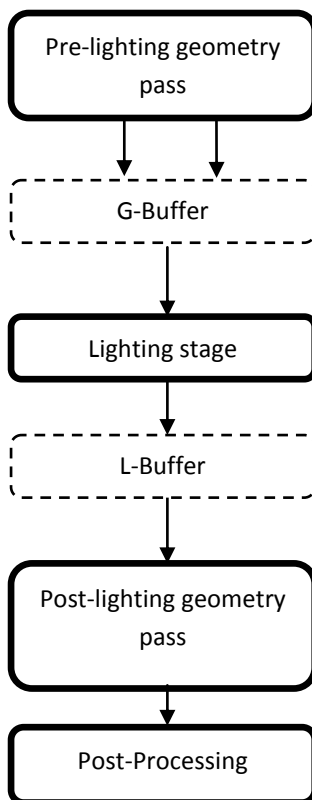 Pre-lighting geometry
pass
G-Buffer
Lighting stage
L-Buffer
Post-lighting geometry
pass
Post-Processing